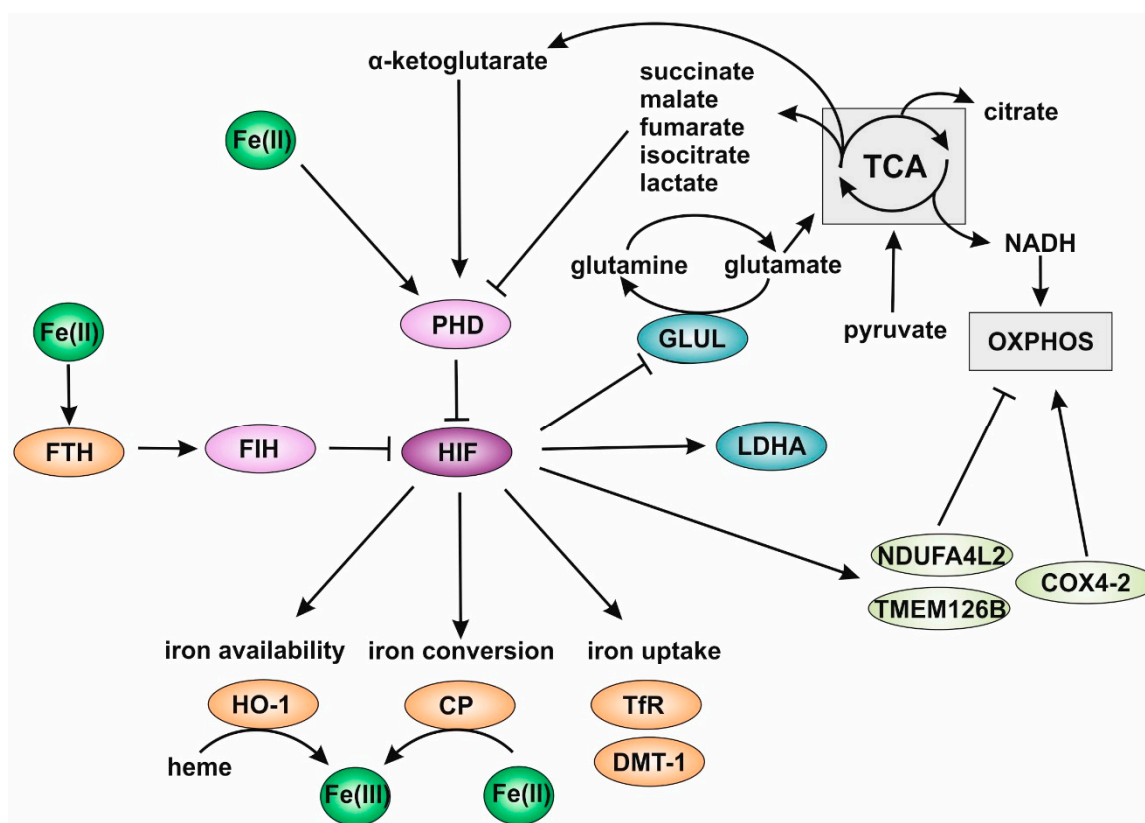 α-ketoglutarate
succinate
malate
fumarate
isocitrate
lactate
citrate
Fe(II)
TCA
NADH
glutamine
glutamate
pyruvate
Fe(II)
PHD
GLUL
OXPHOS
FTH
FIH
HIF
LDHA
NDUFA4L2
TMEM126B
COX4-2
iron availability
iron conversion
iron uptake
HO-1
CP
TfR
heme
DMT-1
Fe(III)
Fe(II)